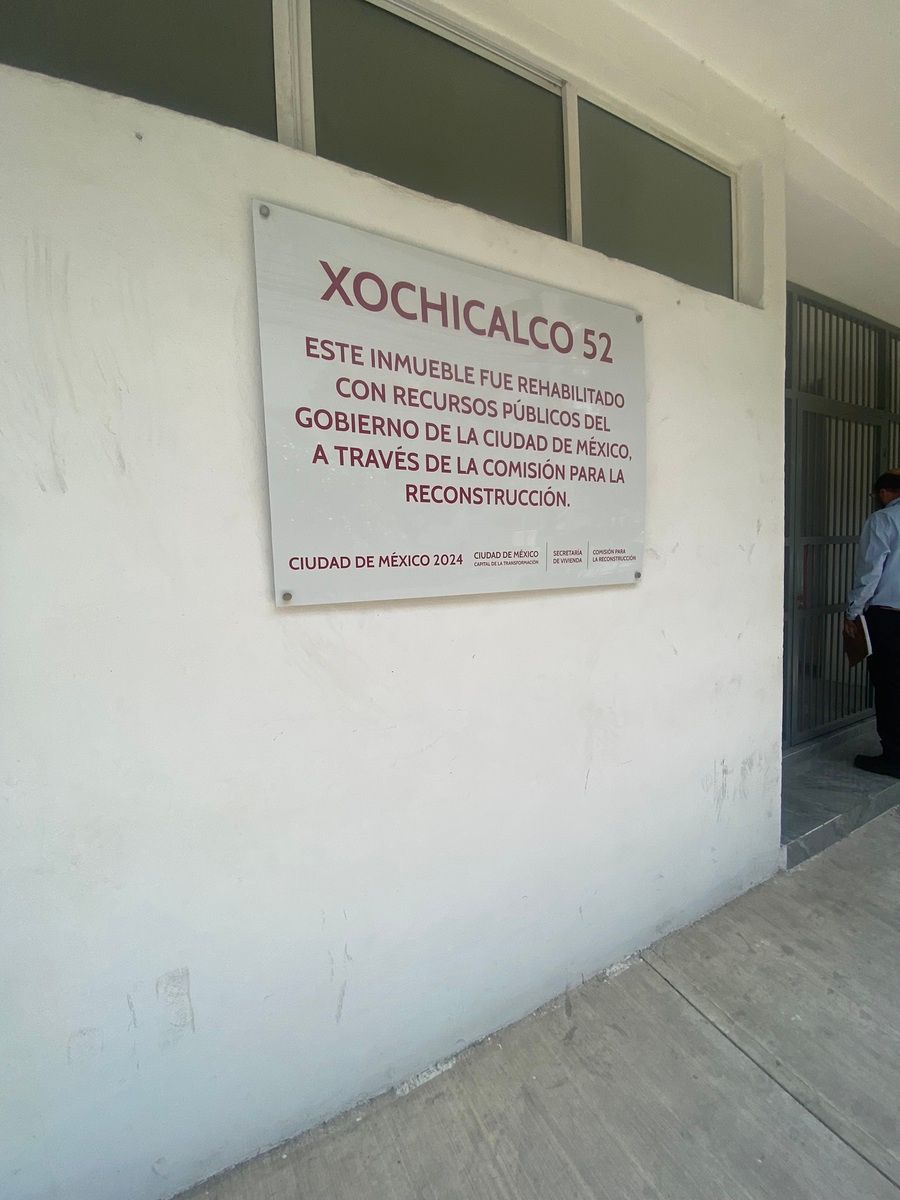 XOCHICALCO 52
ESTE INMUEBLE FUE REHABILITADO
CON RECURSOS PÚBLICOS DEL
GOBIERNO DE LA CIUDAD DE MÉXICO,
A TRAVÉS DE LA COMISIÓN PARA LA
RECONSTRUCCIÓN.
CIUDAD DE MÉXICO 2024
CIUDAD DE MÉXICO
CAPITAL DE LA TRANSFORMACIÓN
SECRETARÍA
DE VIVIENDA
COMISIÓN PARA
LA RECONSTRUCCIÓN